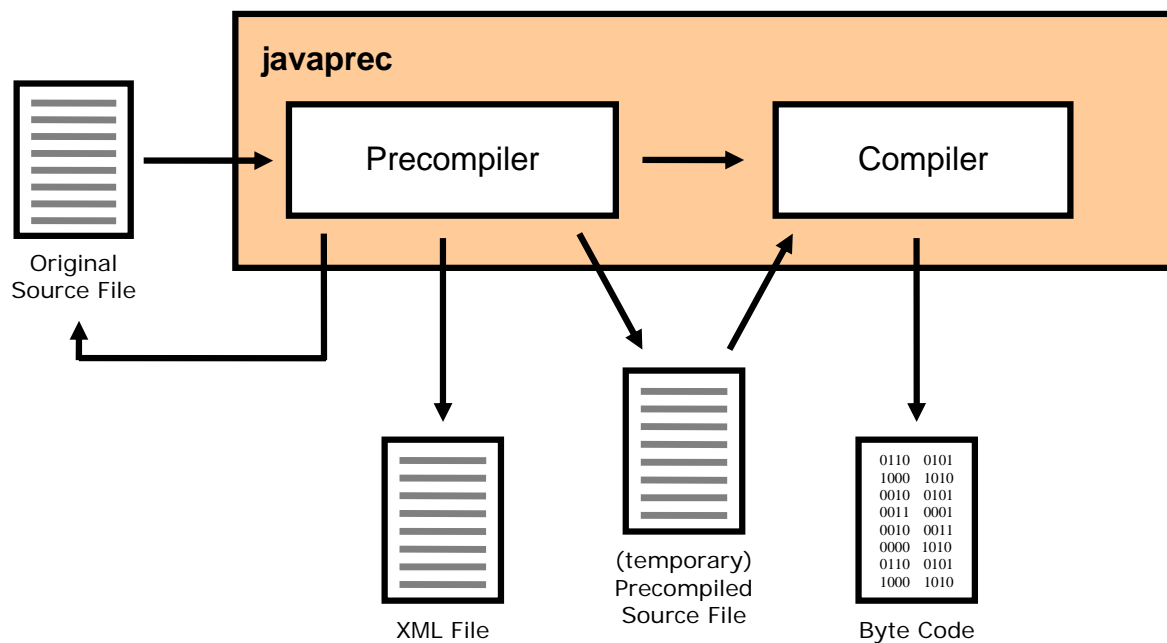 javaprec
Precompiler
Compiler
Original
Source File
0110 0101
1000 1010
0010 0101
0011 0001
0010 0011
0000 1010
0110 0101
1000 1010
(temporary)
Precompiled
Source File
XML File
Byte Code